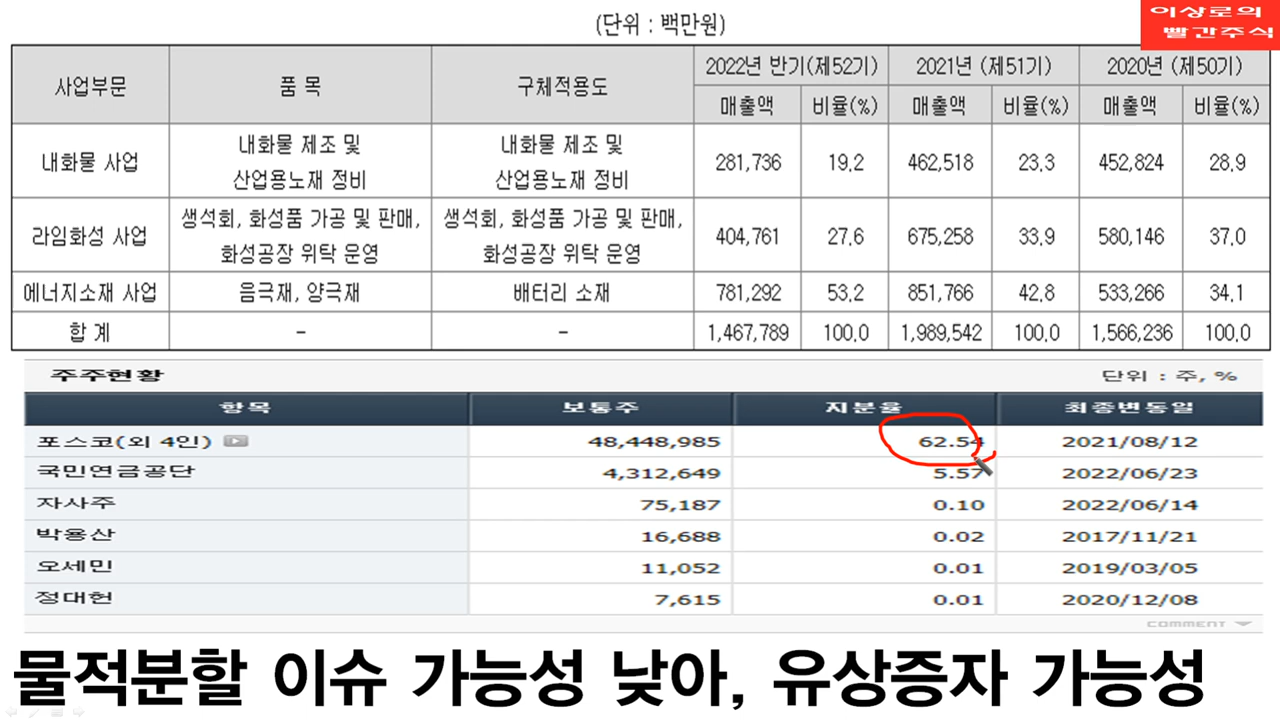 (단위 : 백만원)
이상로의
빨간주식
사업부문 품 목 구체적용도 2022년 반기(제52기) 2021년 (제51기) 2020년 (제50기)
매출액 비율(%) 매출액 비율(%) 매출액 비율(%)
내화물 사업 내화물 제조 및 산업용노재 정비 내화물 제조 및 산업용노재 정비 281,736 19.2 462,518 23.3 452,824 28.9
라임화성 사업 생석회, 화성품 가공 및 판매, 화성공장 위탁 운영 생석회, 화성품 가공 및 판매, 화성공장 위탁 운영 404,761 27.6 675,258 33.9 580,146 37.0
에너지소재 사업 음극재, 양극재 배터리 소재 781,292 53.2 851,766 42.8 533,266 34.1
합 계 - - 1,467,789 100.0 1,989,542 100.0 1,566,236 100.0
주주현황 단위 : 주, %
항목 보통주 지분율 최종변동일
포스코(외 4인) 48,448,985 62.54 2021/08/12
국민연금공단 4,312,649 5.57 2022/06/23
자사주 75,187 0.10 2022/06/14
박용산 16,688 0.02 2017/11/21
오세민 11,052 0.01 2019/03/05
정대헌 7,615 0.01 2020/12/08
COMMENT
물적분할 이슈 가능성 낮아, 유상증자 가능성